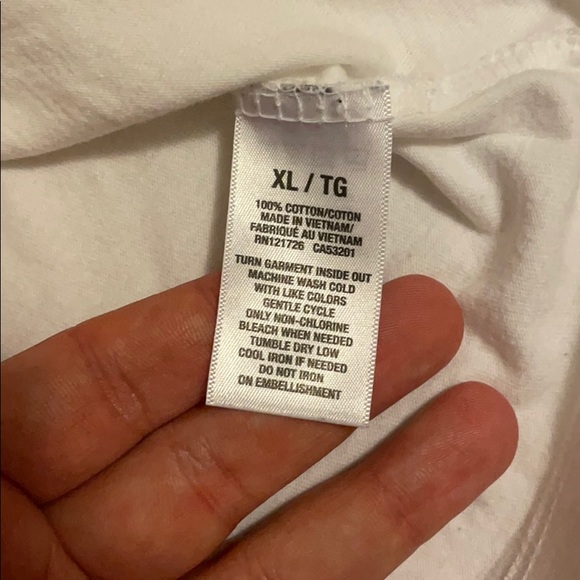 XL / TG
100% COTTON/COTON
MADE IN VIETNAM/
FABRIQUÉ AU VIETNAM
RN121726 CA53201
TURN GARMENT INSIDE OUT
MACHINE WASH COLD
WITH LIKE COLORS
GENTLE CYCLE
ONLY NON-CHLORINE
BLEACH WHEN NEEDED
TUMBLE DRY LOW
COOL IRON IF NEEDED
DO NOT IRON
ON EMBELLISHMENT